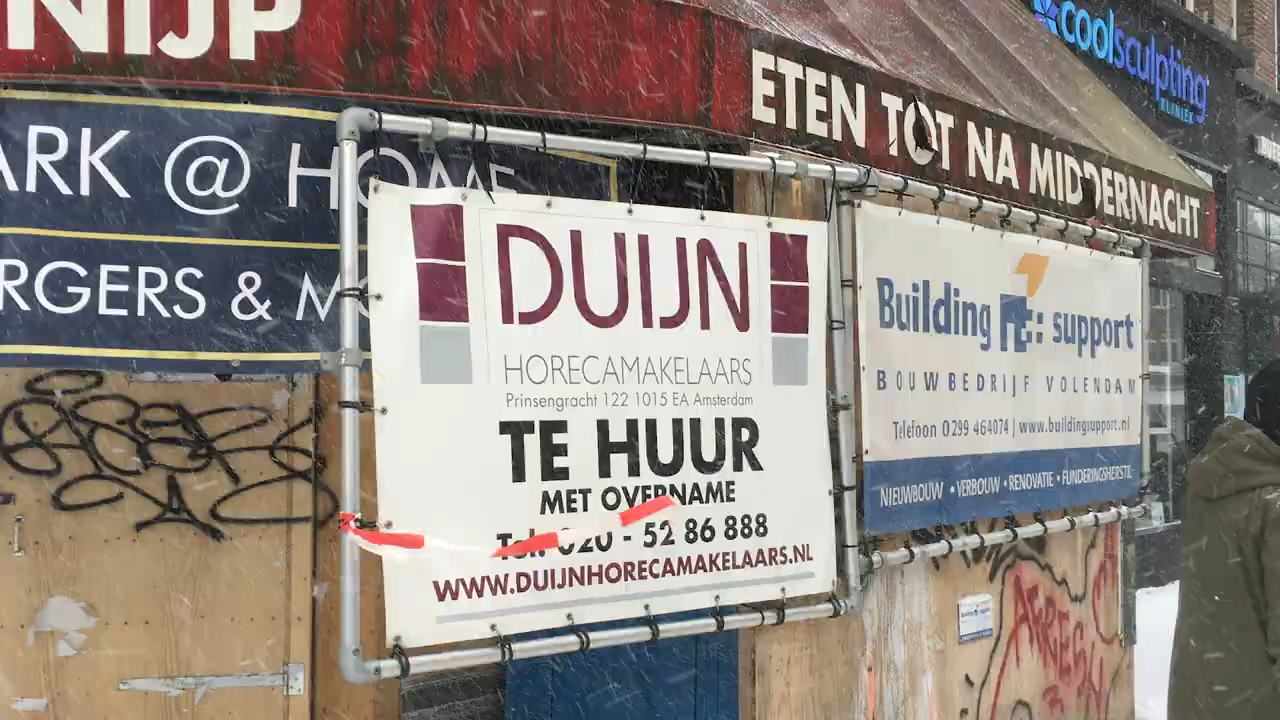 NIJP
ETEN TOT NA MIDDERNACHT
coolsculpting
KLINIEK
ARK @ HOME
RGERS & M
DUIJN
HORECAMAKELAARS
Prinsengracht 122 1015 EA Amsterdam
TE HUUR
MET OVERNAME
Tel. 020 - 52 86 888
WWW.DUIJNHORECAMAKELAARS.NL
Building support
BOUWBEDRIJF VOLENDAM
Telefoon 0299 464074 | www.buildingsupport.nl
NIEUWBOUW • VERBOUW • RENOVATIE • FUNDERINGSHERSTEL